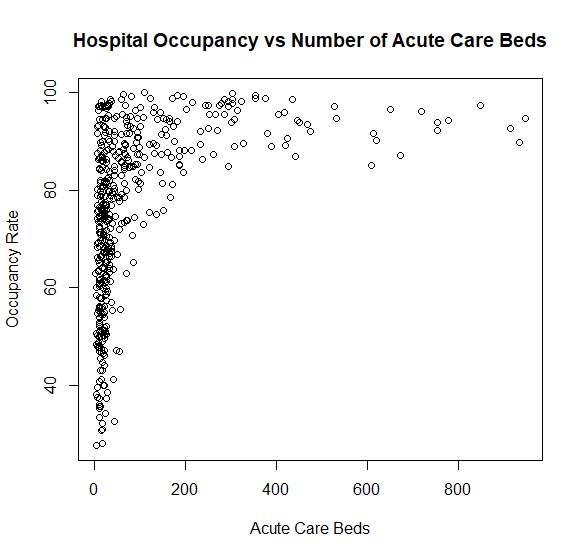 Hospital Occupancy vs Number of Acute Care Beds
100
80
60
40
Occupancy Rate
0 200 400 600 800
Acute Care Beds